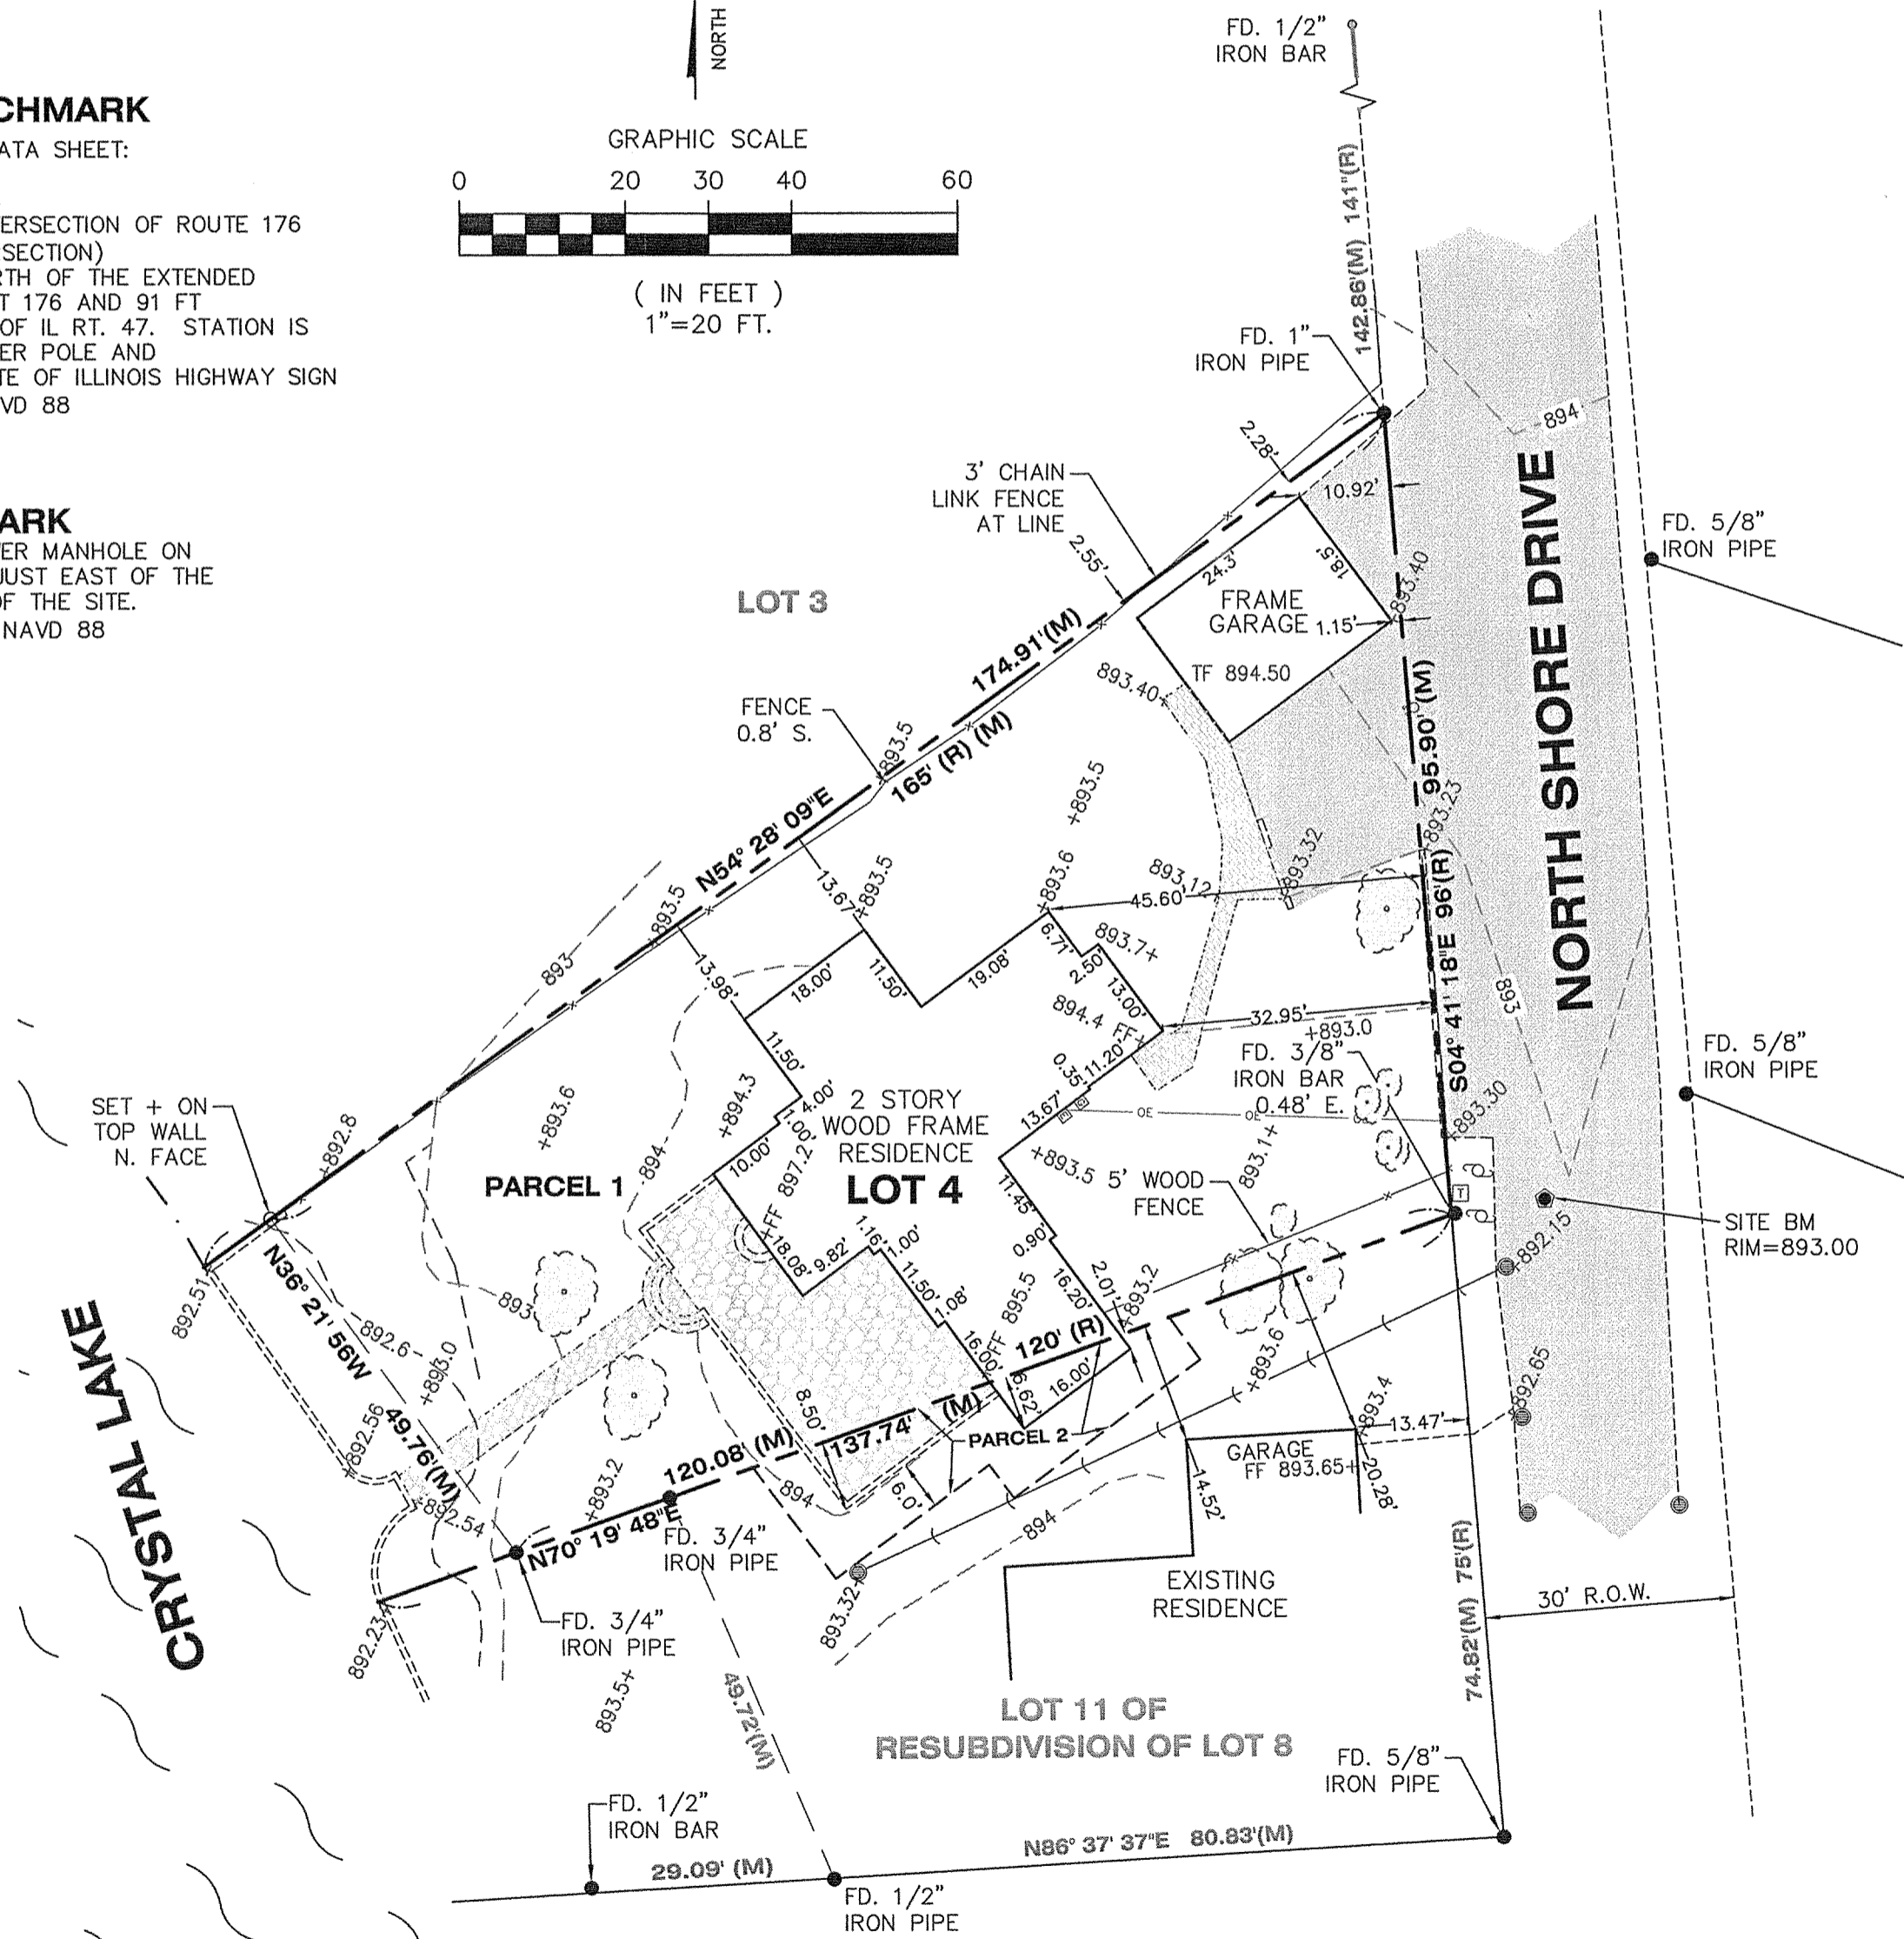 NORTH
FD. 1/2"
IRON BAR
CHMARK
ATA SHEET:
GRAPHIC SCALE
0 20 30 40 60
( IN FEET )
1"=20 FT.
ERSECTION OF ROUTE 176
SECTION)
RTH OF THE EXTENDED
T 176 AND 91 FT
OF IL RT. 47. STATION IS
ER POLE AND
TE OF ILLINOIS HIGHWAY SIGN
VD 88
142.86'(M) 141"(R)
FD. 1"
IRON PIPE
894
2.28'
10.92'
3' CHAIN
LINK FENCE
AT LINE
ARK
ER MANHOLE ON
JUST EAST OF THE
OF THE SITE.
NAVD 88
FD. 5/8"
IRON PIPE
2.55'
24.3'
18.5'
893.40
LOT 3
FRAME
GARAGE
1.15'
TF 894.50
893.40
174.91'(M)
165' (R) (M)
FENCE
0.8' S.
893.5
95.90' (M)
NORTH SHORE DRIVE
893.5
893.23
N54° 28' 09"E
13.67'
893.5
893.6
893.12
893.32
45.60'
96'(R)
S04° 41' 18"E
893.5
893
13.98'
18.00'
11.50'
19.08'
6.71'
2.50'
893.7
13.00'
894.4 FF
32.95'
893.0
893
FD. 5/8"
IRON PIPE
11.50'
0.35'
11.20'
FD. 3/8"
IRON BAR
0.48' E.
893.30
SET + ON
TOP WALL
N. FACE
892.8
893.6
894.3
4.00'
1.00'
2 STORY
WOOD FRAME
RESIDENCE
13.67'
OE
OE
894
10.00'
FF 897.2
893.5
893.1
PARCEL 1
LOT 4
5' WOOD
FENCE
T
11.45'
SITE BM
RIM=893.00
892.15
18.08'
9.82'
1.16'
1.00'
0.90'
892.51
N36° 21' 56W
893
11.50'
1.08'
16.20'
2.01'
893.2
FF 895.5
120' (R)
892.6
893.0
CRYSTAL LAKE
893.6
892.65
16.00'
6.62'
16.00'
893.4
13.47'
49.76'(M)
892.56
8.50'
137.74' (M)
PARCEL 2
GARAGE
FF 893.65
20.28'
120.08' (M)
894
6.0'
14.52'
892.54
893.2
N70° 19' 48"E
FD. 3/4"
IRON PIPE
894
893.32
EXISTING
RESIDENCE
30' R.O.W.
FD. 3/4"
IRON PIPE
892.23
74.82'(M) 75'(R)
893.5
49.72'(M)
LOT 11 OF
RESUBDIVISION OF LOT 8
FD. 5/8"
IRON PIPE
FD. 1/2"
IRON BAR
29.09' (M)
N86° 37' 37"E 80.83'(M)
FD. 1/2"
IRON PIPE